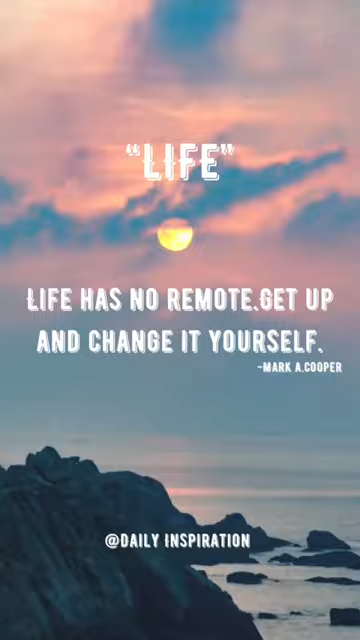 “LIFE”
LIFE HAS NO REMOTE.GET UP
AND CHANGE IT YOURSELF.
~MARK A.COOPER
@DAILY INSPIRATION